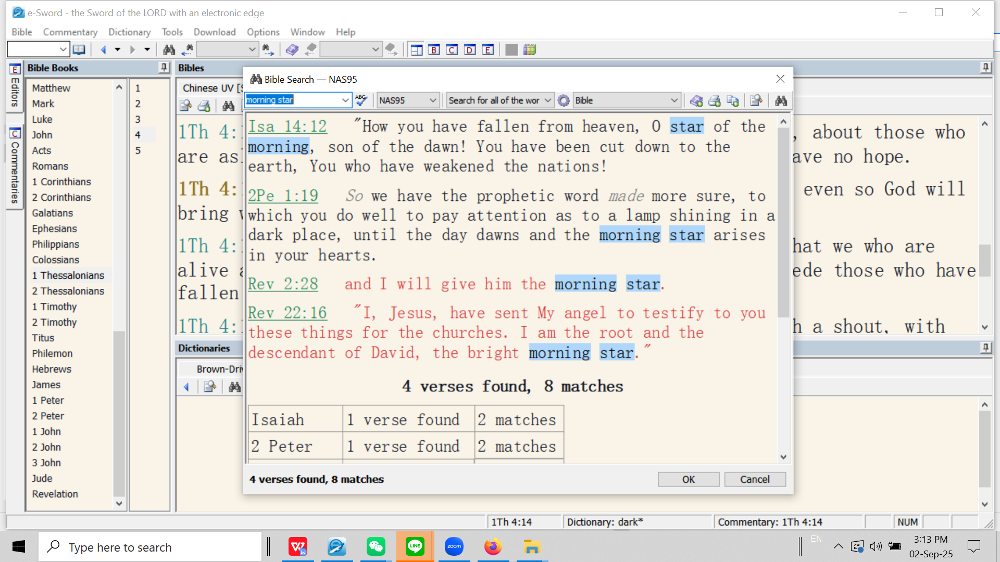 e-Sword - the Sword of the LORD with an electronic edge
Bible Commentary Dictionary Tools Download Options Window Help
B C D E
E Editors
C Commentaries
Bible Books
Matthew
Mark
Luke
John
Acts
Romans
1 Corinthians
2 Corinthians
Galatians
Ephesians
Philippians
Colossians
1 Thessalonians
2 Thessalonians
1 Timothy
2 Timothy
Titus
Philemon
Hebrews
James
1 Peter
2 Peter
1 John
2 John
3 John
Jude
Revelation
1
2
3
4
5
Bibles
Chinese UV [S
1Th 4:1
are asl
1Th 4:1
bring w
1Th 4:1
alive a
fallen
1Th 4:1
, about those who
ave no hope.
even so God will
hat we who are
ede those who have
h a shout, with
Dictionaries
Brown-Driv
Bible Search — NAS95
morning star ABC NAS95 Search for all of the wor Bible
Isa 14:12 "How you have fallen from heaven, O star of the
morning, son of the dawn! You have been cut down to the
earth, You who have weakened the nations!
2Pe 1:19 So we have the prophetic word made more sure, to
which you do well to pay attention as to a lamp shining in a
dark place, until the day dawns and the morning star arises
in your hearts.
Rev 2:28 and I will give him the morning star.
Rev 22:16 "I, Jesus, have sent My angel to testify to you
these things for the churches. I am the root and the
descendant of David, the bright morning star."
4 verses found, 8 matches
Isaiah 1 verse found 2 matches
2 Peter 1 verse found 2 matches
4 verses found, 8 matches
OK Cancel
1Th 4:14 Dictionary: dark* Commentary: 1Th 4:14 NUM
Type here to search
W
LINE
zoom
EN
3:13 PM
02-Sep-25